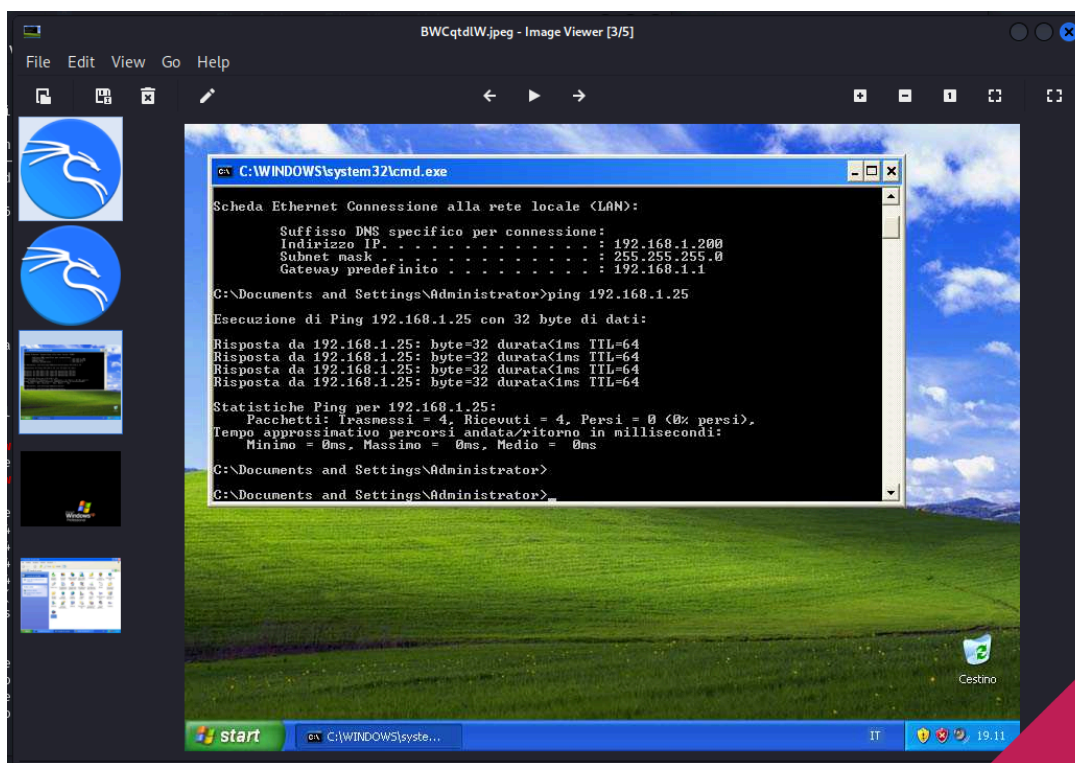 BWCqtdlW.jpeg - Image Viewer [3/5]
File Edit View Go Help
C:\WINDOWS\system32\cmd.exe
Scheda Ethernet Connessione alla rete locale (LAN):
Suffisso DNS specifico per connessione:
Indirizzo IP. . . . . . . . . . . . . : 192.168.1.200
Subnet mask . . . . . . . . . . . . . : 255.255.255.0
Gateway predefinito . . . . . . . . . : 192.168.1.1
C:\Documents and Settings\Administrator>ping 192.168.1.25
Esecuzione di Ping 192.168.1.25 con 32 byte di dati:
Risposta da 192.168.1.25: byte=32 durata<1ms TTL=64
Risposta da 192.168.1.25: byte=32 durata<1ms TTL=64
Risposta da 192.168.1.25: byte=32 durata<1ms TTL=64
Risposta da 192.168.1.25: byte=32 durata<1ms TTL=64
Statistiche Ping per 192.168.1.25:
Pacchetti: Trasmessi = 4, Ricevuti = 4, Persi = 0 (0% persi),
Tempo approssimativo percorsi andata/ritorno in millisecondi:
Minimo = 0ms, Massimo = 0ms, Medio = 0ms
C:\Documents and Settings\Administrator>
C:\Documents and Settings\Administrator>_
Windows
Cestino
start C:\WINDOWS\syste... IT 19.11